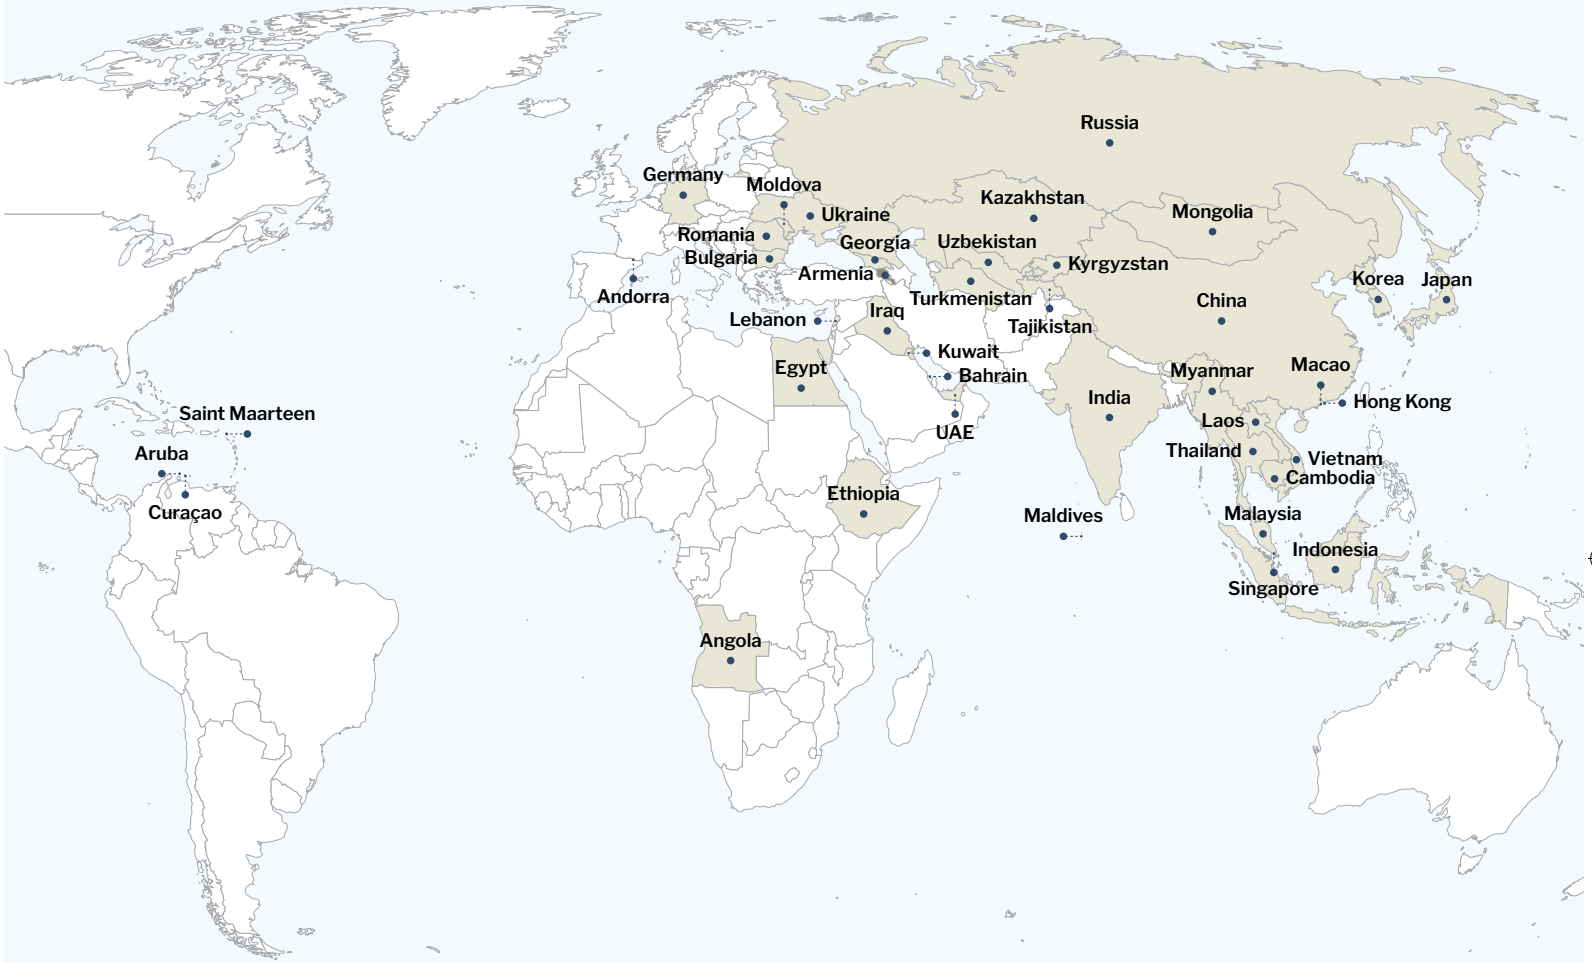 Russia
Germany
Moldova
Kazakhstan
Mongolia
Ukraine
Romania
Georgia
Uzbekistan
Bulgaria
Kyrgyzstan
Armenia
Korea
Japan
Andorra
Turkmenistan
China
Iraq
Lebanon
Tajikistan
Kuwait
Egypt
Bahrain
Myanmar
Macao
India
Hong Kong
Saint Maarteen
Laos
UAE
Aruba
Thailand
Vietnam
Cambodia
Ethiopia
Curaçao
Maldives
Malaysia
Indonesia
Singapore
Angola